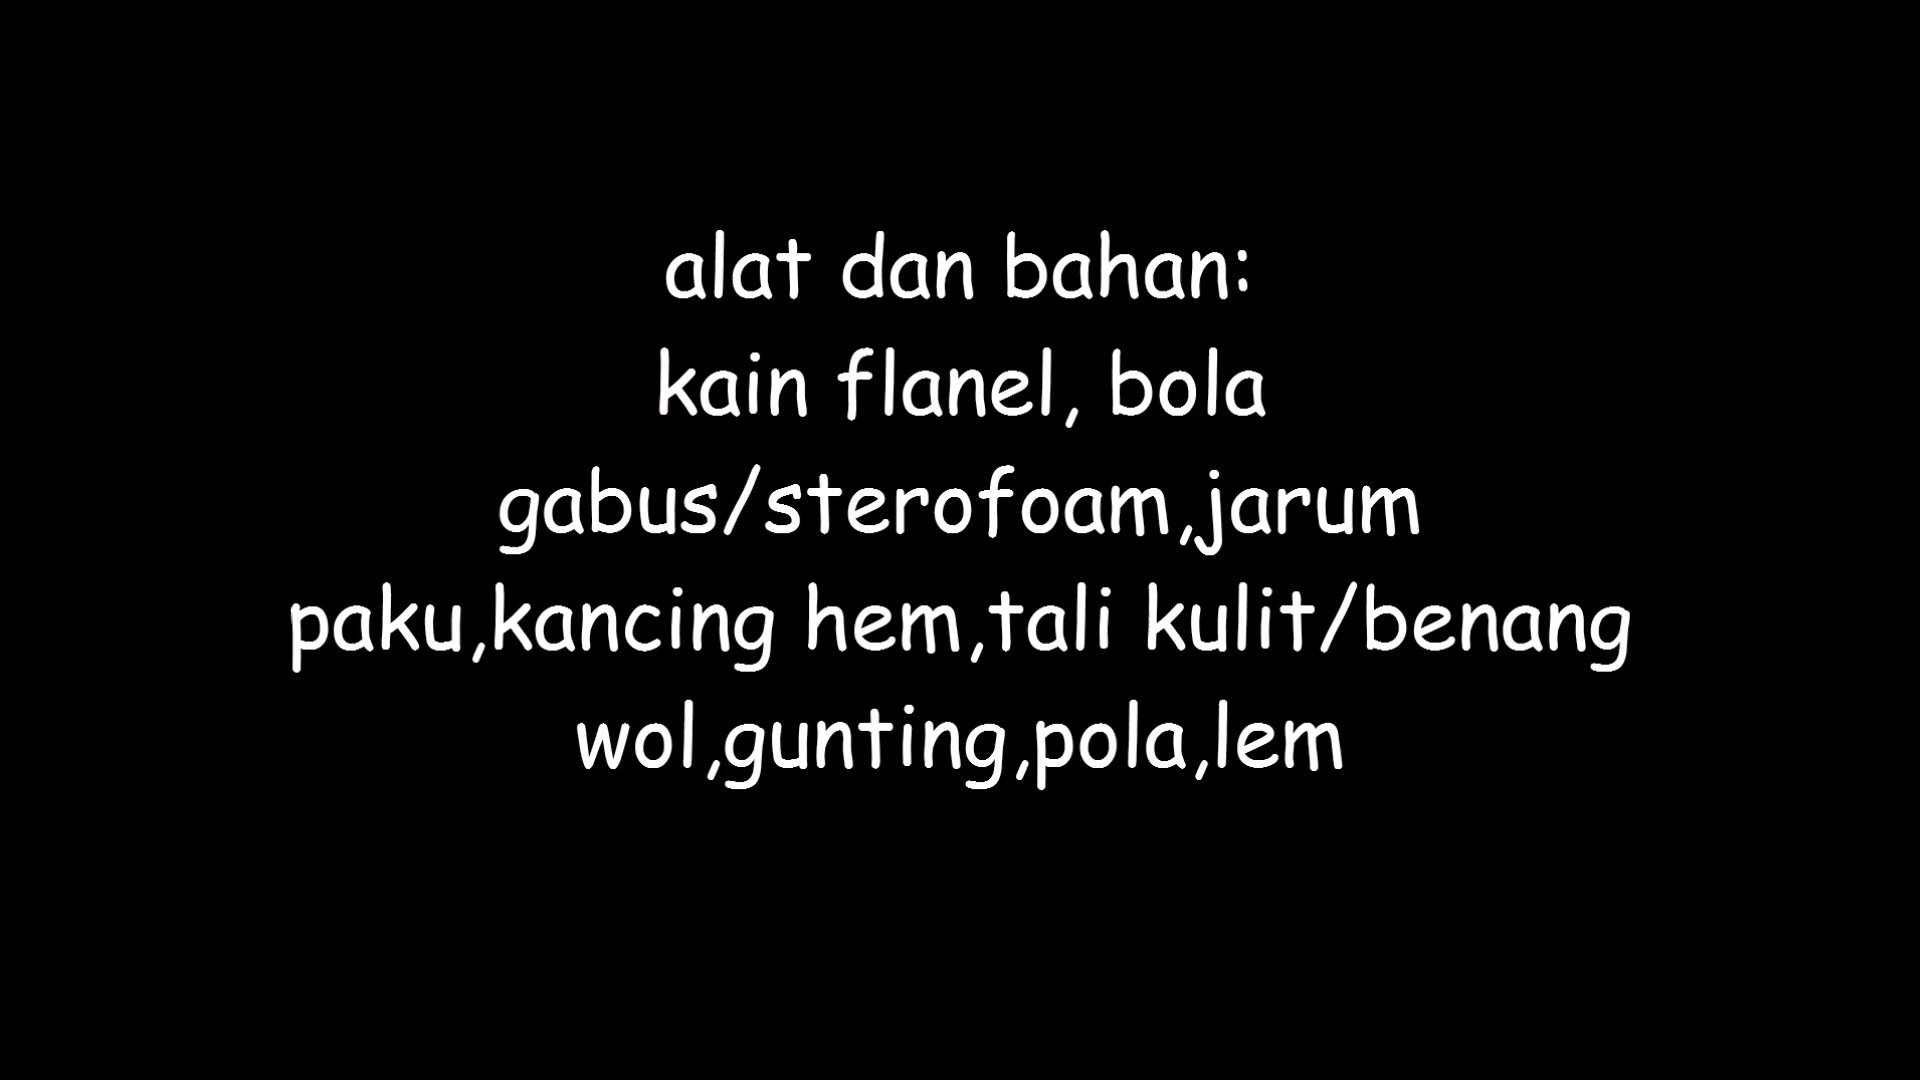 alat dan bahan:
kain flanel, bola
gabus/sterofoam,jarum
paku,kancing hem,tali kulit/benang
wol,gunting,pola,lem